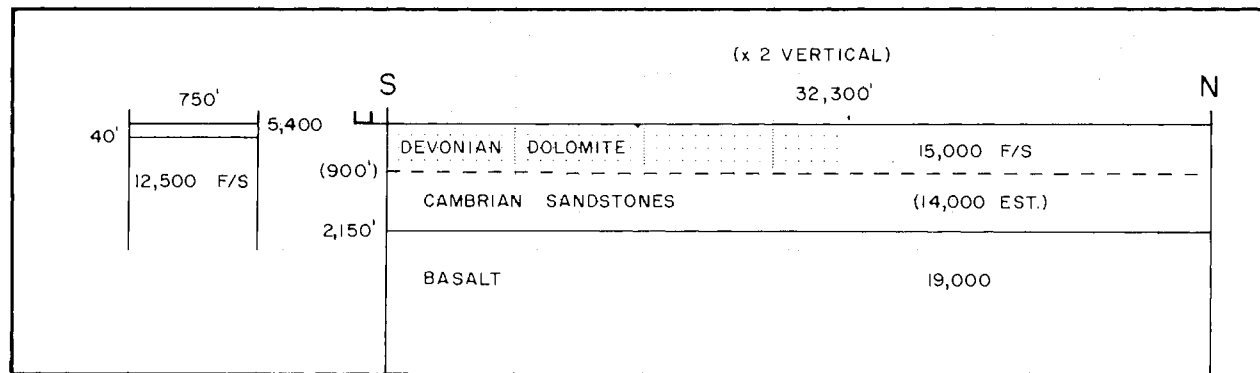 (x 2 VERTICAL)
S
32,300'
N
750'
40'
5,400
DEVONIAN DOLOMITE
15,000 F/S
12,500 F/S
(900')
CAMBRIAN SANDSTONES
(14,000 EST.)
2,150'
BASALT
19,000